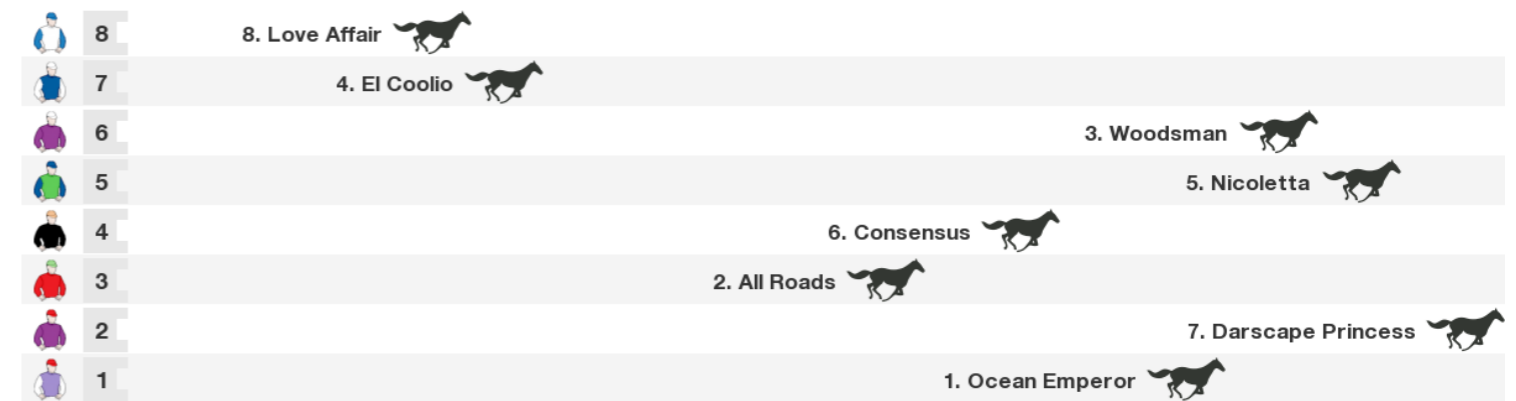 8 8. Love Affair
7 4. El Coolio
6 3. Woodsman
5 5. Nicoletta
4 6. Consensus
3 2. All Roads
2 7. Darscape Princess
1 1. Ocean Emperor